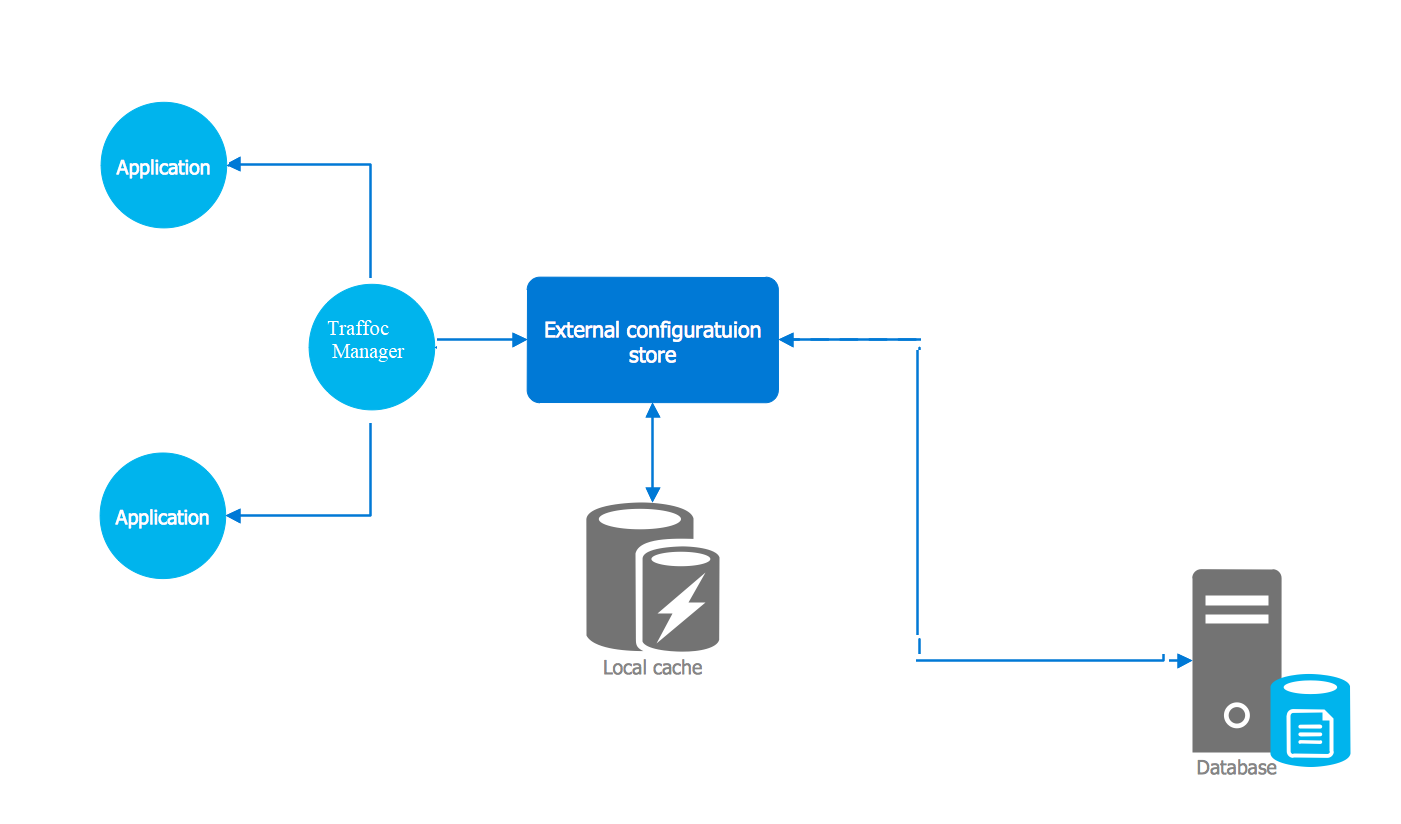 Application
Traffoc
Manager
External configuratuion
store
Application
Local cache
Database